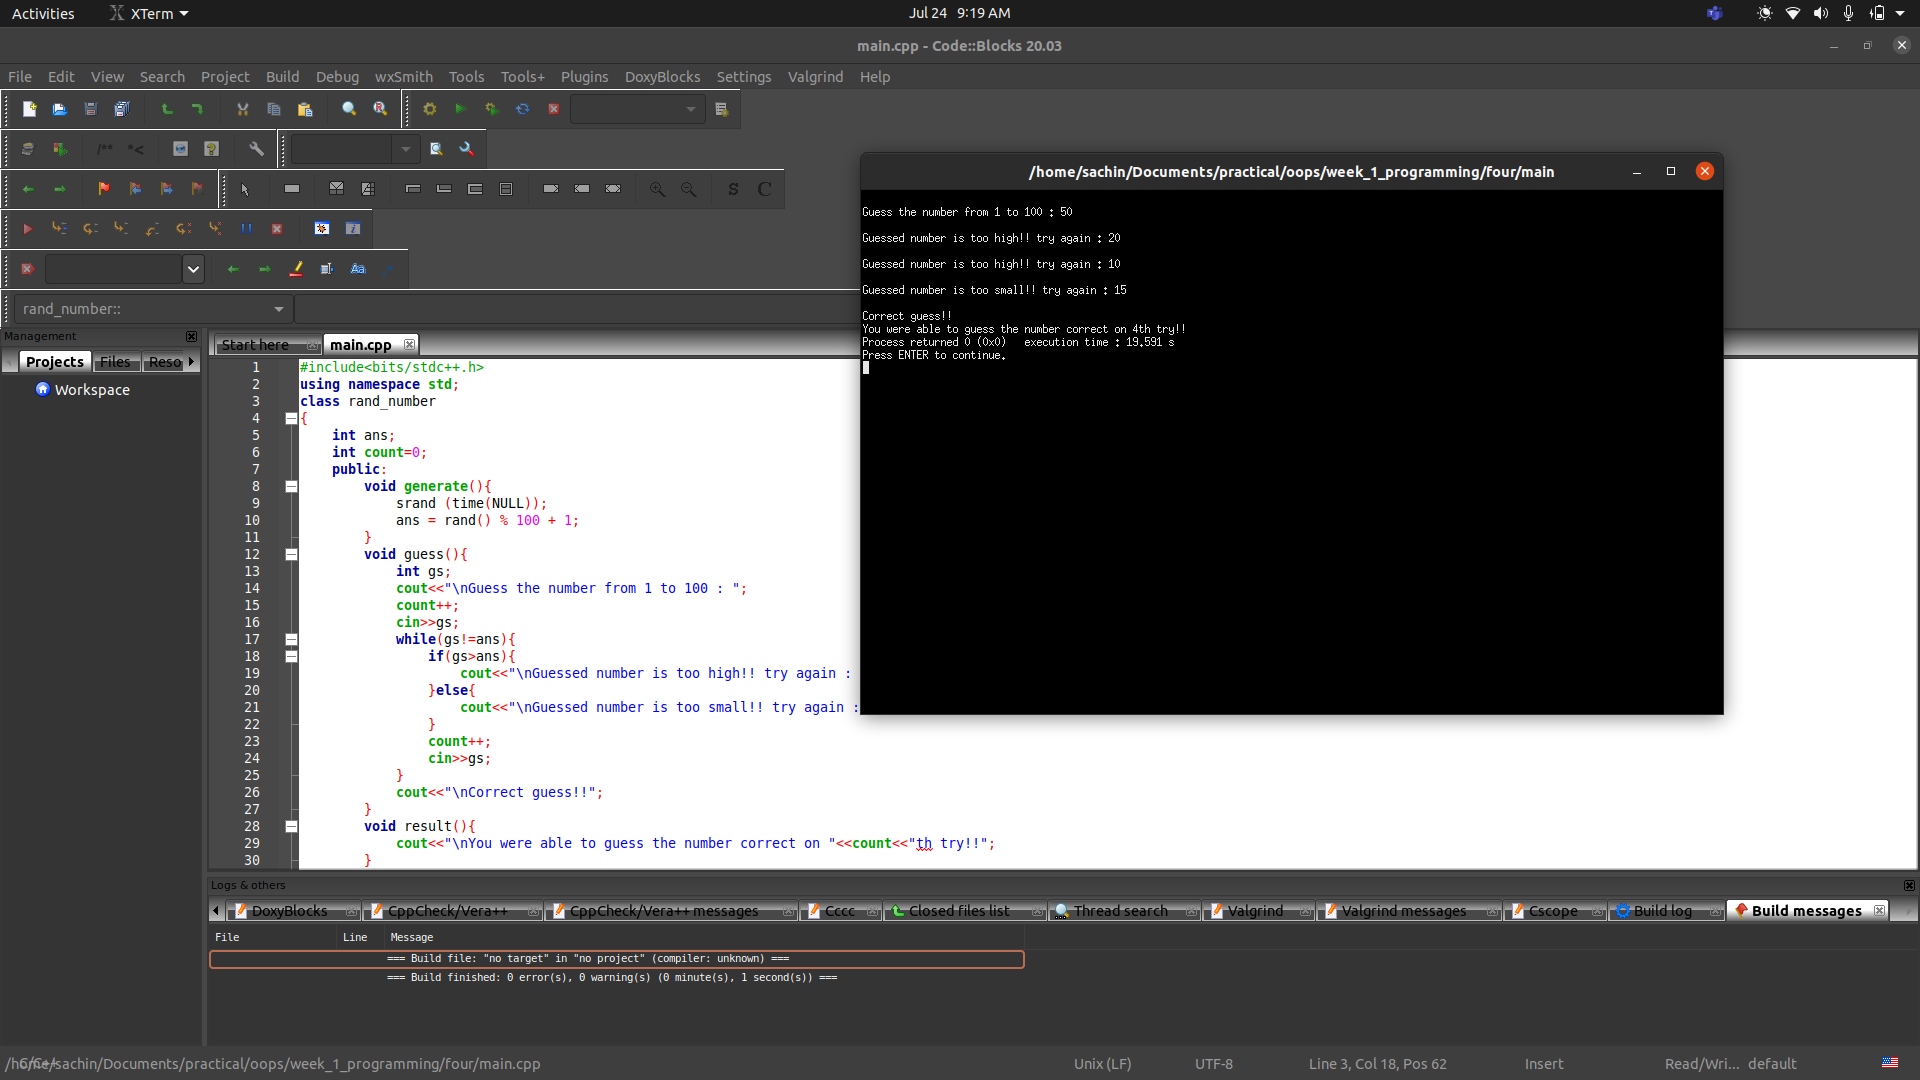 Activities XTerm Jul 24 9:19 AM
main.cpp - Code::Blocks 20.03
File Edit View Search Project Build Debug wxSmith Tools Tools+ Plugins DoxyBlocks Settings Valgrind Help
/** *<
S C
rand_number::
Management
Projects Files Reso
Workspace
Start here main.cpp
1 #include<bits/stdc++.h>
2 using namespace std;
3 class rand_number
4 {
5 int ans;
6 int count=0;
7 public:
8 void generate(){
9 srand (time(NULL));
10 ans = rand() % 100 + 1;
11 }
12 void guess(){
13 int gs;
14 cout<<"\nGuess the number from 1 to 100 : ";
15 count++;
16 cin>>gs;
17 while(gs!=ans){
18 if(gs>ans){
19 cout<<"\nGuessed number is too high!! try again :
20 }else{
21 cout<<"\nGuessed number is too small!! try again :
22 }
23 count++;
24 cin>>gs;
25 }
26 cout<<"\nCorrect guess!!";
27 }
28 void result(){
29 cout<<"\nYou were able to guess the number correct on "<<count<<"th try!!";
30 }
/home/sachin/Documents/practical/oops/week_1_programming/four/main
Guess the number from 1 to 100 : 50
Guessed number is too high!! try again : 20
Guessed number is too high!! try again : 10
Guessed number is too small!! try again : 15
Correct guess!!
You were able to guess the number correct on 4th try!!
Process returned 0 (0x0) execution time : 19.591 s
Press ENTER to continue.
Logs & others
DoxyBlocks CppCheck/Vera++ CppCheck/Vera++ messages Cccc Closed files list Thread search Valgrind Valgrind messages Cscope Build log Build messages
File Line Message
=== Build file: "no target" in "no project" (compiler: unknown) ===
=== Build finished: 0 error(s), 0 warning(s) (0 minute(s), 1 second(s)) ===
/home/sachin/Documents/practical/oops/week_1_programming/four/main.cpp C/C++ Unix (LF) UTF-8 Line 3, Col 18, Pos 62 Insert Read/Wri... default